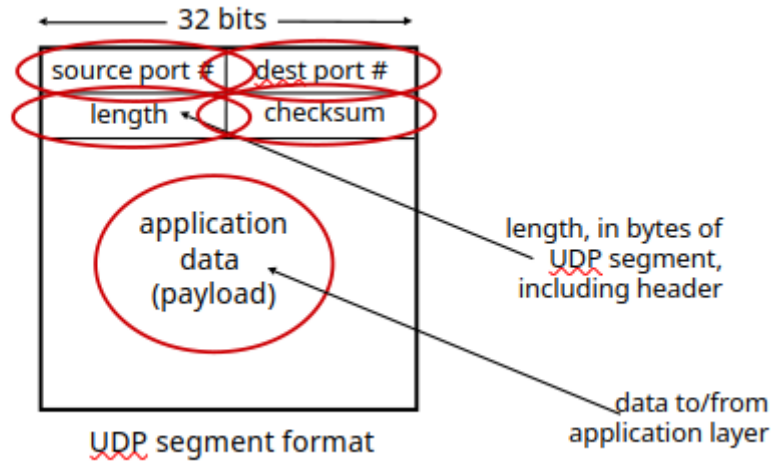 32 bits
source port # dest port #
length checksum
application
data
(payload)
length, in bytes of
UDP segment,
including header
data to/from
application layer
UDP segment format